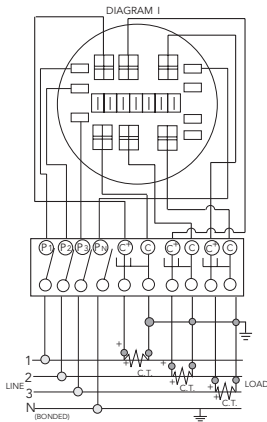 DIAGRAM I
P1 P2 P3 PN C+ C C+ C C+ C
+
1 C.T.
+
LINE 2 C.T. LOAD
+
3 C.T.
N
(BONDED)